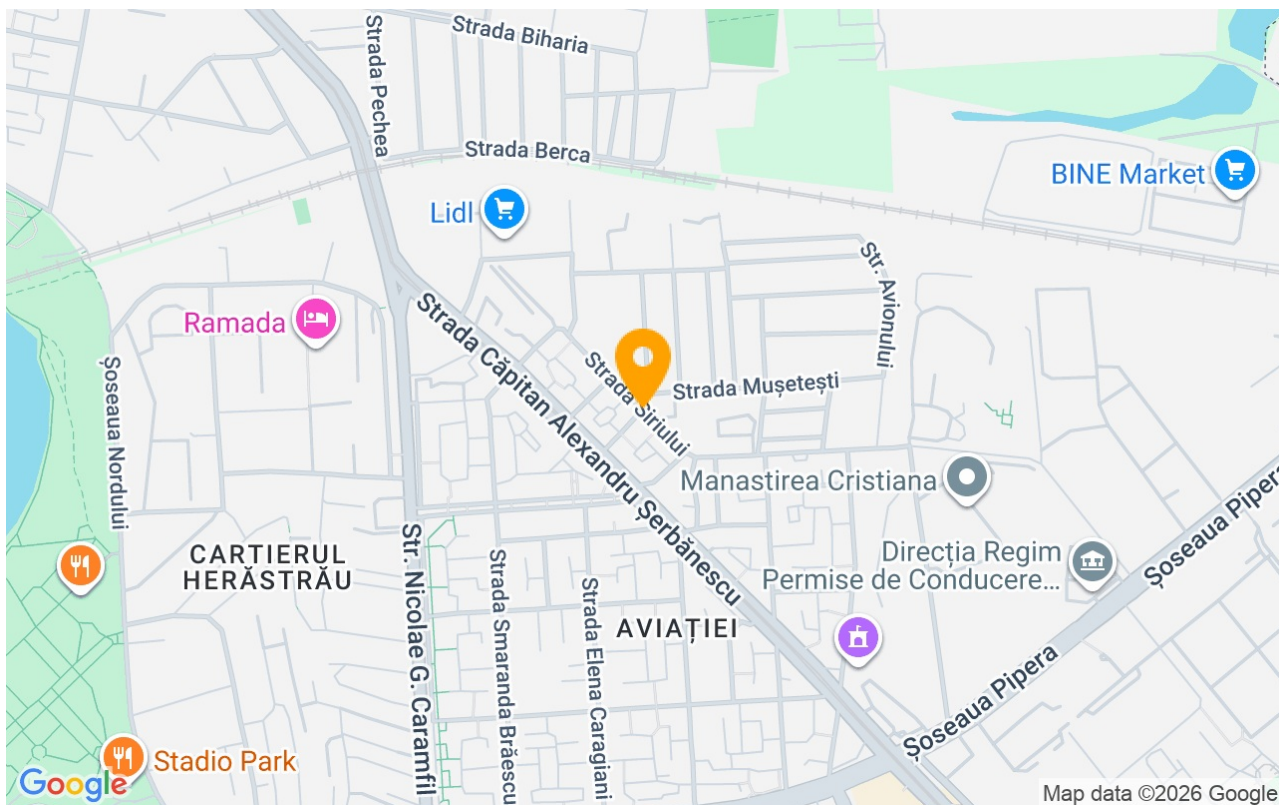 Strada Biharia
Strada Pechea
Strada Berca
BINE Market
Lidl
Str. Avionului
Ramada
Strada Căpitan Alexandru Șerbănescu
Strada Siriului
Strada Mușetești
Șoseaua Nordului
Manastirea Cristiana
Șoseaua Pipera
CARTIERUL
HERĂSTRĂU
Str. Nicolae G. Caramfil
Strada Smaranda Brăescu
Strada Elena Caragiani
Direcția Regim
Permise de Conducere...
AVIAȚIEI
Șoseaua Pipera
Stadio Park
Google
Map data ©2026 Google